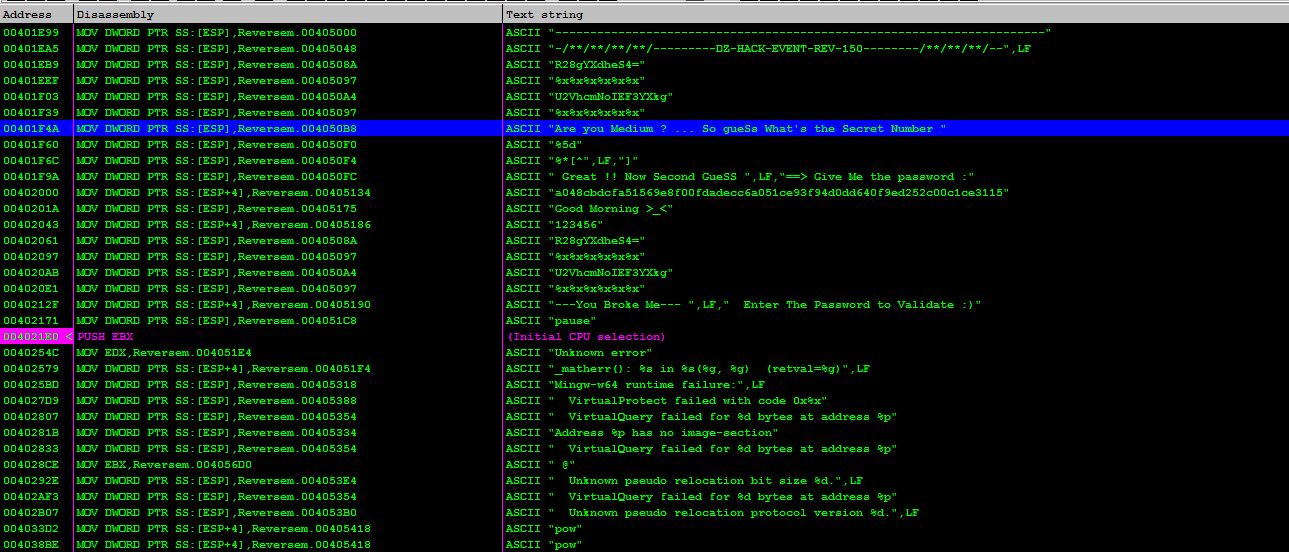 Address Disassembly Text string
00401E99 MOV DWORD PTR SS:[ESP],Reversem.00405000 ASCII "----------------------------------------------------------------------"
00401EA5 MOV DWORD PTR SS:[ESP],Reversem.00405048 ASCII "-/**/**/**/**/---------DZ-HACK-EVENT-REV-150--------/**/**/**/--",LF
00401EB9 MOV DWORD PTR SS:[ESP],Reversem.0040508A ASCII "R28gYXdheS4="
00401EEF MOV DWORD PTR SS:[ESP],Reversem.00405097 ASCII "%x%x%x%x%x%x"
00401F03 MOV DWORD PTR SS:[ESP],Reversem.004050A4 ASCII "U2VhcmNoIEF3YXkg"
00401F39 MOV DWORD PTR SS:[ESP],Reversem.00405097 ASCII "%x%x%x%x%x%x"
00401F4A MOV DWORD PTR SS:[ESP],Reversem.004050B8 ASCII "Are you Medium ? ... So gueSs What's the Secret Number "
00401F60 MOV DWORD PTR SS:[ESP],Reversem.004050F0 ASCII "%5d"
00401F6C MOV DWORD PTR SS:[ESP],Reversem.004050F4 ASCII "%*[^",LF,"]"
00401F9A MOV DWORD PTR SS:[ESP],Reversem.004050FC ASCII " Great !! Now Second GueSS ",LF,"==> Give Me the password :"
00402000 MOV DWORD PTR SS:[ESP+4],Reversem.00405134 ASCII "a048cbdcfa51569e8f00fdadecc6a051ce93f94d0dd640f9ed252c00c1ce3115"
0040201A MOV DWORD PTR SS:[ESP],Reversem.00405175 ASCII "Good Morning >_<"
00402043 MOV DWORD PTR SS:[ESP+4],Reversem.00405186 ASCII "123456"
00402061 MOV DWORD PTR SS:[ESP],Reversem.0040508A ASCII "R28gYXdheS4="
00402097 MOV DWORD PTR SS:[ESP],Reversem.00405097 ASCII "%x%x%x%x%x%x"
004020AB MOV DWORD PTR SS:[ESP],Reversem.004050A4 ASCII "U2VhcmNoIEF3YXkg"
004020E1 MOV DWORD PTR SS:[ESP],Reversem.00405097 ASCII "%x%x%x%x%x%x"
0040212F MOV DWORD PTR SS:[ESP+4],Reversem.00405190 ASCII "---You Broke Me--- ",LF,"  Enter The Password to Validate :)"
00402171 MOV DWORD PTR SS:[ESP],Reversem.004051C8 ASCII "pause"
004021E0 < PUSH EBX (Initial CPU selection)
0040254C MOV EDX,Reversem.004051E4 ASCII "Unknown error"
00402579 MOV DWORD PTR SS:[ESP+4],Reversem.004051F4 ASCII "_matherr(): %s in %s(%g, %g)  (retval=%g)",LF
004025BD MOV DWORD PTR SS:[ESP],Reversem.00405318 ASCII "Mingw-w64 runtime failure:",LF
004027D9 MOV DWORD PTR SS:[ESP],Reversem.00405388 ASCII "  VirtualProtect failed with code 0x%x"
00402807 MOV DWORD PTR SS:[ESP],Reversem.00405354 ASCII "  VirtualQuery failed for %d bytes at address %p"
0040281B MOV DWORD PTR SS:[ESP],Reversem.00405334 ASCII "Address %p has no image-section"
00402833 MOV DWORD PTR SS:[ESP],Reversem.00405354 ASCII "  VirtualQuery failed for %d bytes at address %p"
004028CE MOV EBX,Reversem.004056D0 ASCII " @"
0040292E MOV DWORD PTR SS:[ESP],Reversem.004053E4 ASCII "  Unknown pseudo relocation bit size %d.",LF
00402AF3 MOV DWORD PTR SS:[ESP],Reversem.00405354 ASCII "  VirtualQuery failed for %d bytes at address %p"
00402B07 MOV DWORD PTR SS:[ESP],Reversem.004053B0 ASCII "  Unknown pseudo relocation protocol version %d.",LF
004033D2 MOV DWORD PTR SS:[ESP+4],Reversem.00405418 ASCII "pow"
004038BE MOV DWORD PTR SS:[ESP+4],Reversem.00405418 ASCII "pow"